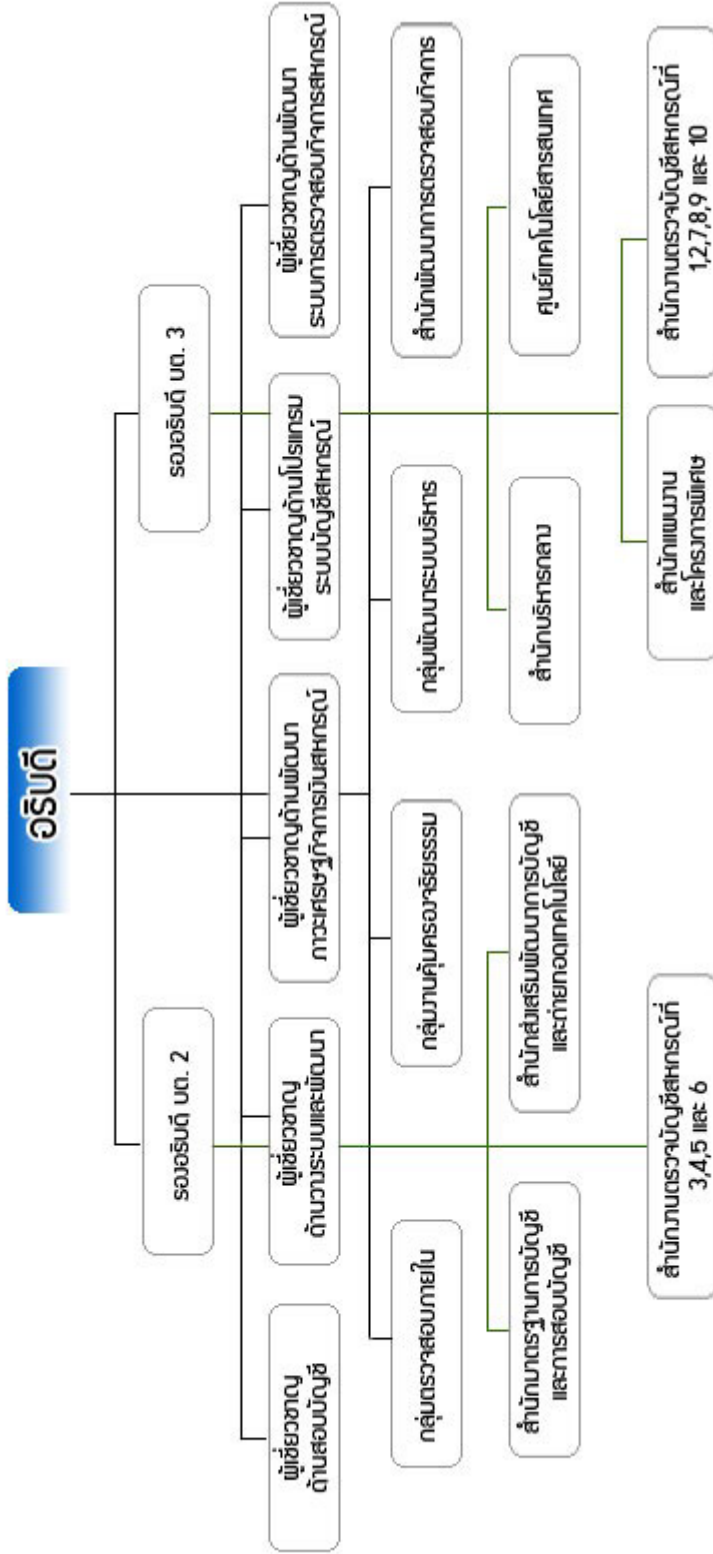 อธิบดี
รองอธิบดี บต. 2
รองอธิบดี บต. 3
ผู้เชี่ยวชาญ
ด้านสอบบัญชี
ผู้เชี่ยวชาญ
ด้านวางระบบและพัฒนา
ผู้เชี่ยวชาญด้านพัฒนา
ภาวะเศรษฐกิจการเงินสหกรณ์
ผู้เชี่ยวชาญด้านโปรแกรม
ระบบบัญชีสหกรณ์
ผู้เชี่ยวชาญด้านพัฒนา
ระบบการตรวจสอบกิจการสหกรณ์
กลุ่มตรวจสอบภายใน
กลุ่มงานคุ้มครองจริยธรรม
กลุ่มพัฒนาระบบบริหาร
สำนักพัฒนาการตรวจสอบกิจการ
สำนักมาตรฐานการบัญชี
และการสอบบัญชี
สำนักส่งเสริมพัฒนาการบัญชี
และถ่ายทอดเทคโนโลยี
สำนักบริหารกลาง
ศูนย์เทคโนโลยีสารสนเทศ
สำนักงานตรวจบัญชีสหกรณ์ที่
3,4,5 และ 6
สำนักแผนงาน
และโครงการพิเศษ
สำนักงานตรวจบัญชีสหกรณ์ที่
1,2,7,8,9 และ 10